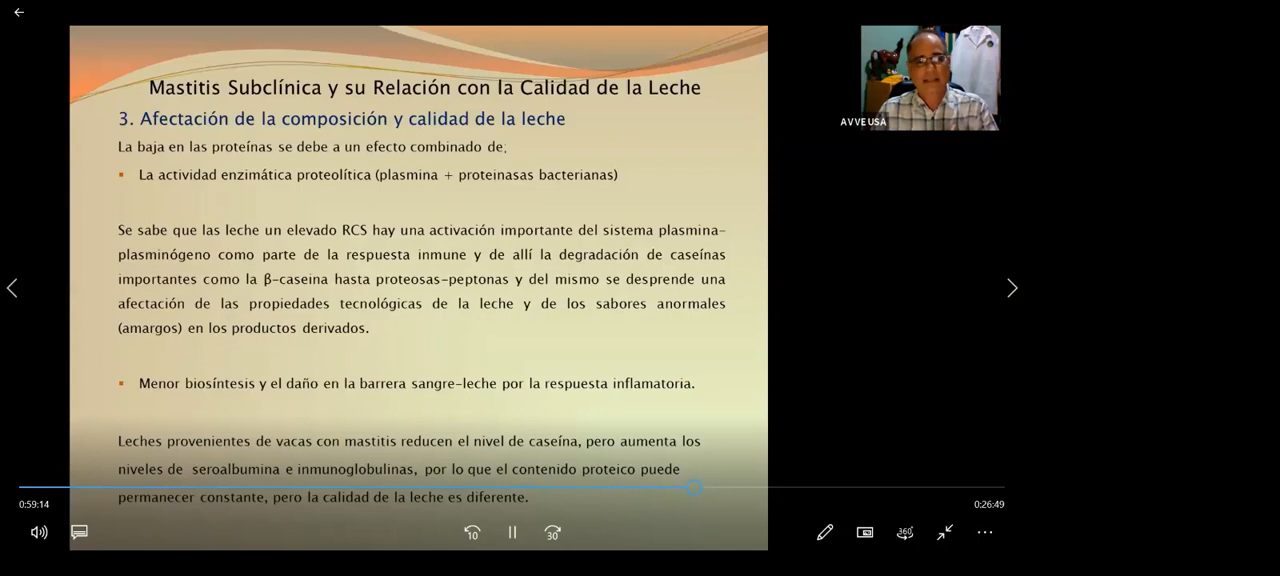 Mastitis Subclínica y su Relación con la Calidad de la Leche
3. Afectación de la composición y calidad de la leche
La baja en las proteínas se debe a un efecto combinado de;
▪ La actividad enzimática proteolítica (plasmina + proteinasas bacterianas)
Se sabe que las leche un elevado RCS hay una activación importante del sistema plasmina-
plasminógeno como parte de la respuesta inmune y de allí la degradación de caseínas
importantes como la β-caseina hasta proteosas-peptonas y del mismo se desprende una
afectación de las propiedades tecnológicas de la leche y de los sabores anormales
(amargos) en los productos derivados.
▪ Menor biosíntesis y el daño en la barrera sangre-leche por la respuesta inflamatoria.
Leches provenientes de vacas con mastitis reducen el nivel de caseína, pero aumenta los
niveles de seroalbumina e inmunoglobulinas, por lo que el contenido proteico puede
permanecer constante, pero la calidad de la leche es diferente.
AVVEUSA
0:59:14
0:26:49
10
30
360°